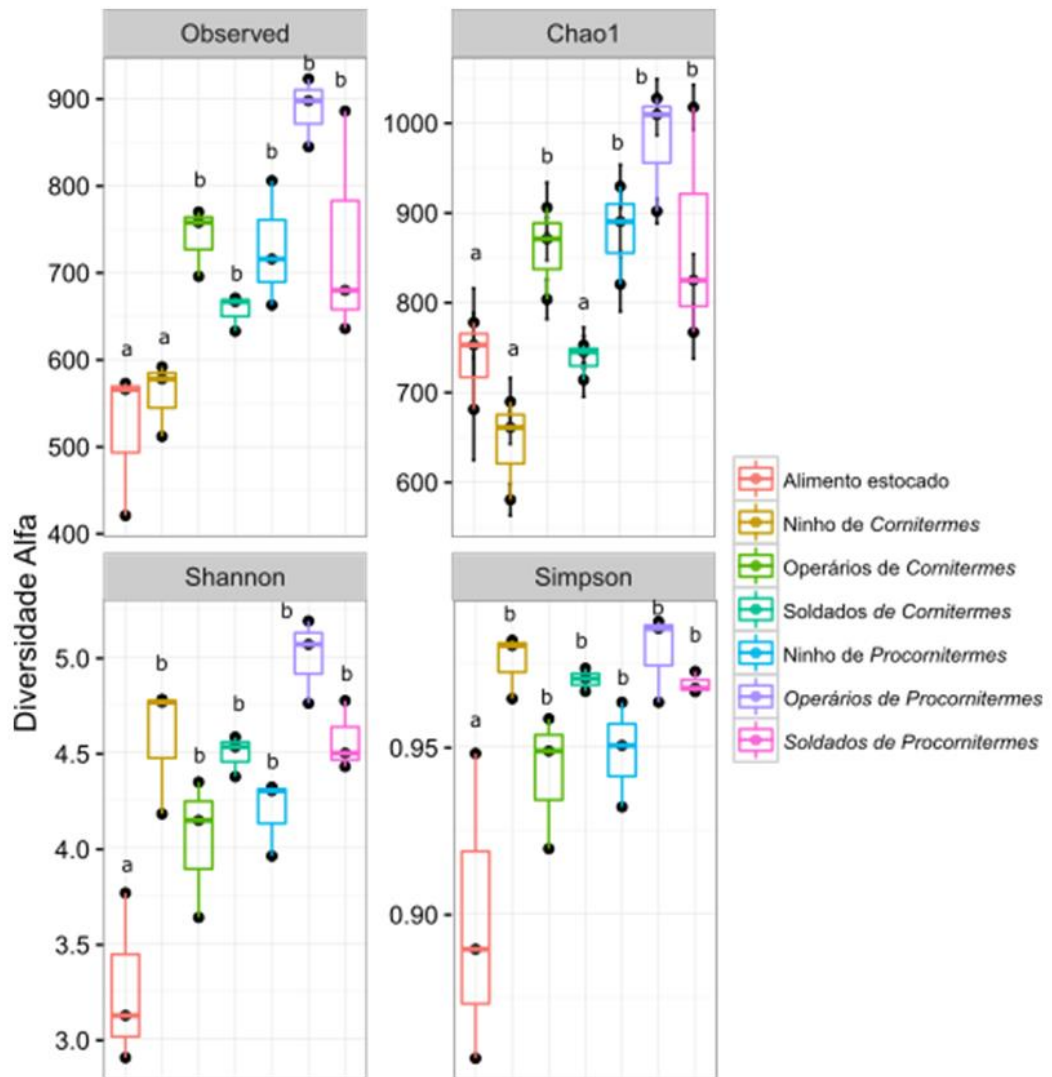 Observed
Chao1
b
b
900
800
700
600
500
400
a
a
b
b
b
b
b
1000
900
800
700
600
a
a
b
a
b
Diversidade Alfa
Shannon
Simpson
5.0
4.5
4.0
3.5
3.0
a
b
b
b
b
b
b
0.95
0.90
a
b
b
b
b
b
b
Alimento estocado
Ninho de Cornitermes
Operários de Cornitermes
Soldados de Cornitermes
Ninho de Procornitermes
Operários de Procornitermes
Soldados de Procornitermes